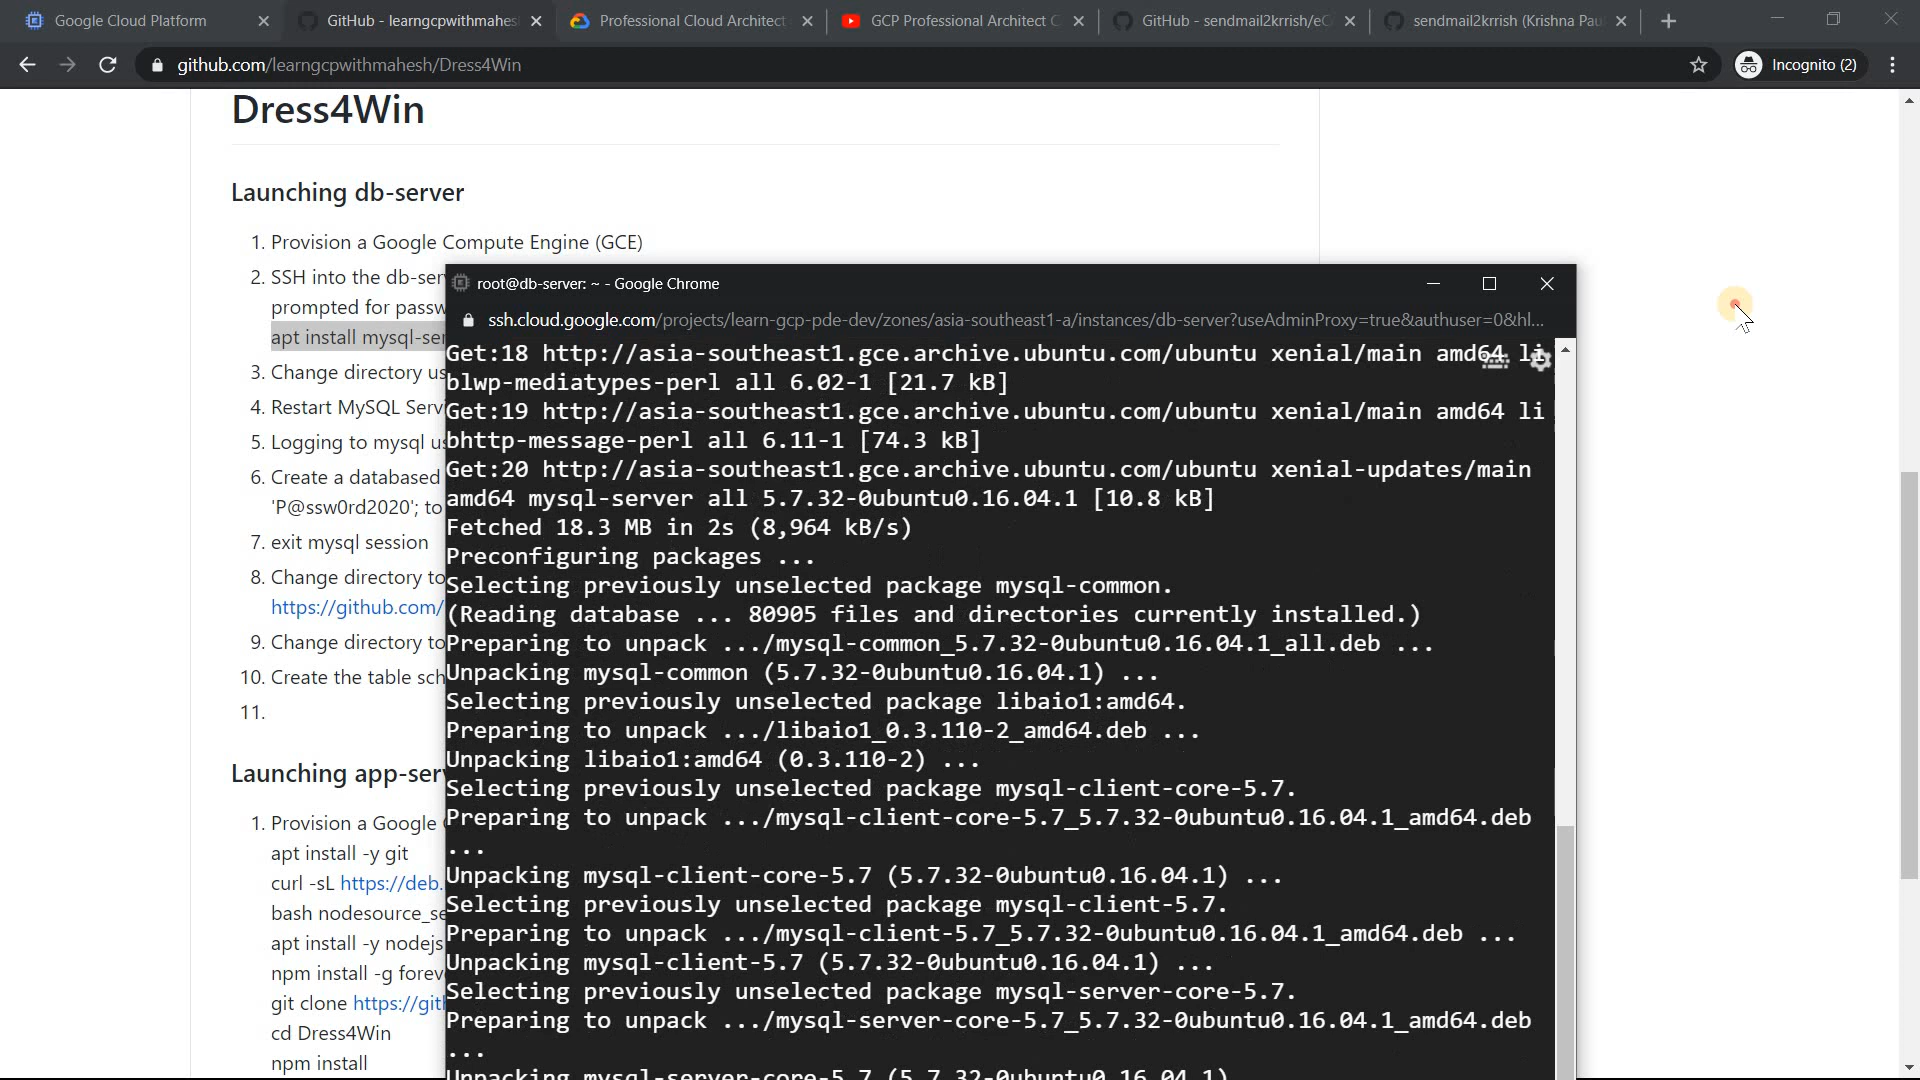 Google Cloud Platform
GitHub - learngcpwithmahes
Professional Cloud Architect
GCP Professional Architect C
GitHub - sendmail2krrish/eC
sendmail2krrish (Krishna Pau
github.com/learngcpwithmahesh/Dress4Win
Incognito (2)
Dress4Win
Launching db-server
1. Provision a Google Compute Engine (GCE)
2. SSH into the db-ser
prompted for passw
apt install mysql-ser
3. Change directory us
4. Restart MySQL Servi
5. Logging to mysql us
6. Create a databased
'P@ssw0rd2020'; to
7. exit mysql session
8. Change directory to
https://github.com/
9. Change directory to
10. Create the table sch
11.
Launching app-ser
1. Provision a Google
apt install -y git
curl -sL https://deb.
bash nodesource_se
apt install -y nodejs
npm install -g forev
git clone https://gith
cd Dress4Win
npm install
root@db-server: ~ - Google Chrome
ssh.cloud.google.com/projects/learn-gcp-pde-dev/zones/asia-southeast1-a/instances/db-server?useAdminProxy=true&authuser=0&hl...
Get:18 http://asia-southeast1.gce.archive.ubuntu.com/ubuntu xenial/main amd64 li
blwp-mediatypes-perl all 6.02-1 [21.7 kB]
Get:19 http://asia-southeast1.gce.archive.ubuntu.com/ubuntu xenial/main amd64 li
bhttp-message-perl all 6.11-1 [74.3 kB]
Get:20 http://asia-southeast1.gce.archive.ubuntu.com/ubuntu xenial-updates/main
amd64 mysql-server all 5.7.32-0ubuntu0.16.04.1 [10.8 kB]
Fetched 18.3 MB in 2s (8,964 kB/s)
Preconfiguring packages ...
Selecting previously unselected package mysql-common.
(Reading database ... 80905 files and directories currently installed.)
Preparing to unpack .../mysql-common_5.7.32-0ubuntu0.16.04.1_all.deb ...
Unpacking mysql-common (5.7.32-0ubuntu0.16.04.1) ...
Selecting previously unselected package libaio1:amd64.
Preparing to unpack .../libaio1_0.3.110-2_amd64.deb ...
Unpacking libaio1:amd64 (0.3.110-2) ...
Selecting previously unselected package mysql-client-core-5.7.
Preparing to unpack .../mysql-client-core-5.7_5.7.32-0ubuntu0.16.04.1_amd64.deb
...
Unpacking mysql-client-core-5.7 (5.7.32-0ubuntu0.16.04.1) ...
Selecting previously unselected package mysql-client-5.7.
Preparing to unpack .../mysql-client-5.7_5.7.32-0ubuntu0.16.04.1_amd64.deb ...
Unpacking mysql-client-5.7 (5.7.32-0ubuntu0.16.04.1) ...
Selecting previously unselected package mysql-server-core-5.7.
Preparing to unpack .../mysql-server-core-5.7_5.7.32-0ubuntu0.16.04.1_amd64.deb
...
Unpacking mysql-server-core-5.7 (5.7.32-0ubuntu0.16.04.1)